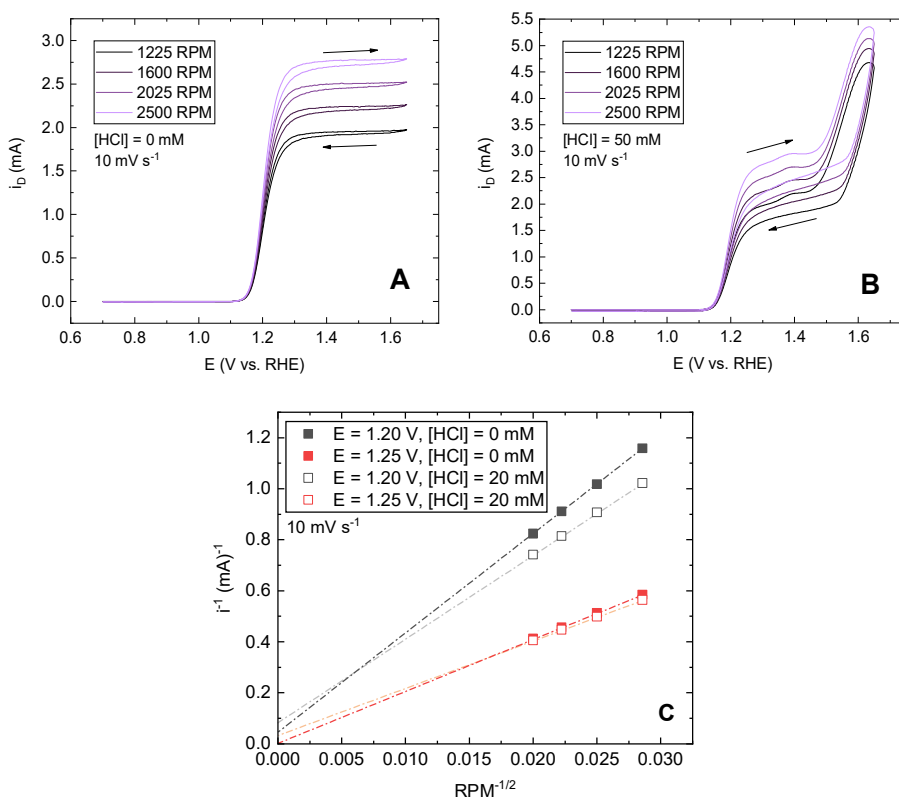 3.0
2.5
2.0
1.5
1.0
0.5
0.0
i_D (mA)
1225 RPM
1600 RPM
2025 RPM
2500 RPM
[HCl] = 0 mM
10 mV s⁻¹
A
0.6 0.8 1.0 1.2 1.4 1.6
E (V vs. RHE)
5.5
5.0
4.5
4.0
3.5
3.0
2.5
2.0
1.5
1.0
0.5
0.0
i_D (mA)
1225 RPM
1600 RPM
2025 RPM
2500 RPM
[HCl] = 50 mM
10 mV s⁻¹
B
0.6 0.8 1.0 1.2 1.4 1.6
E (V vs. RHE)
1.2
1.0
0.8
0.6
0.4
0.2
0.0
i⁻¹ (mA)⁻¹
E = 1.20 V, [HCl] = 0 mM
E = 1.25 V, [HCl] = 0 mM
E = 1.20 V, [HCl] = 20 mM
E = 1.25 V, [HCl] = 20 mM
10 mV s⁻¹
C
0.000 0.005 0.010 0.015 0.020 0.025 0.030
RPM⁻¹/²